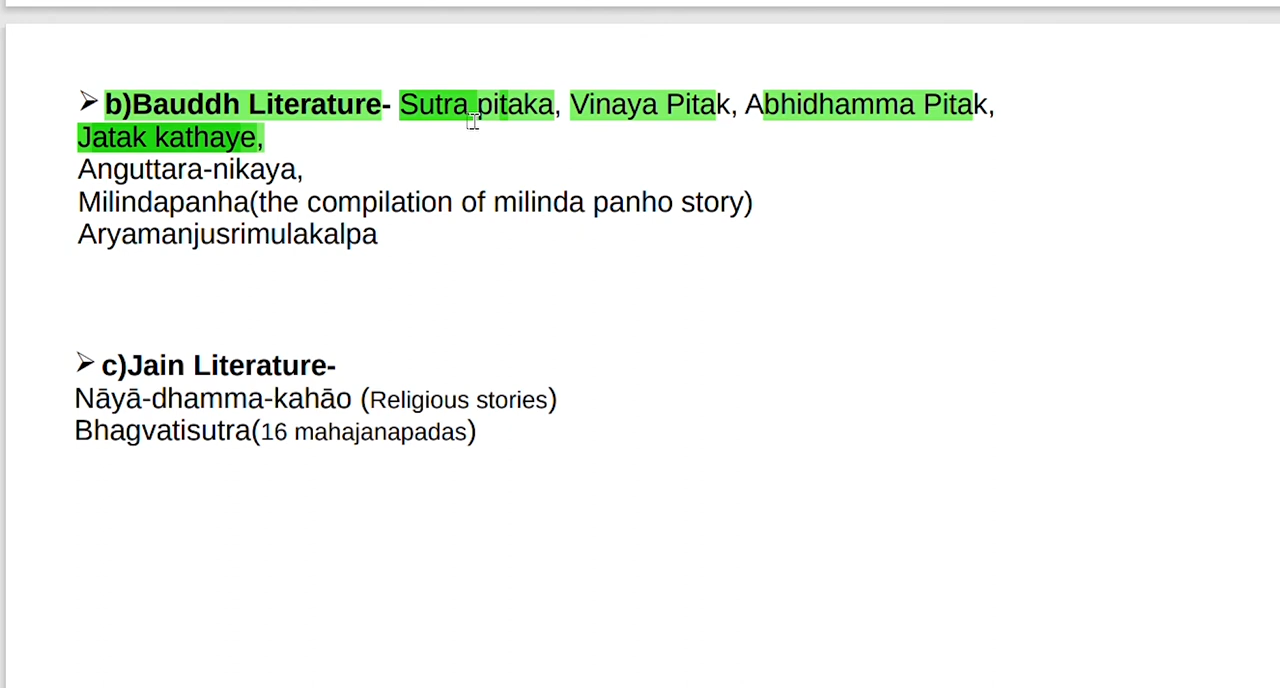 ➢ b)Bauddh Literature- Sutra pitaka, Vinaya Pitak, Abhidhamma Pitak,
Jatak kathaye,
Anguttara-nikaya,
Milindapanha(the compilation of milinda panho story)
Aryamanjusrimulakalpa
➢ c)Jain Literature-
Nāyā-dhamma-kahāo (Religious stories)
Bhagvatisutra(16 mahajanapadas)